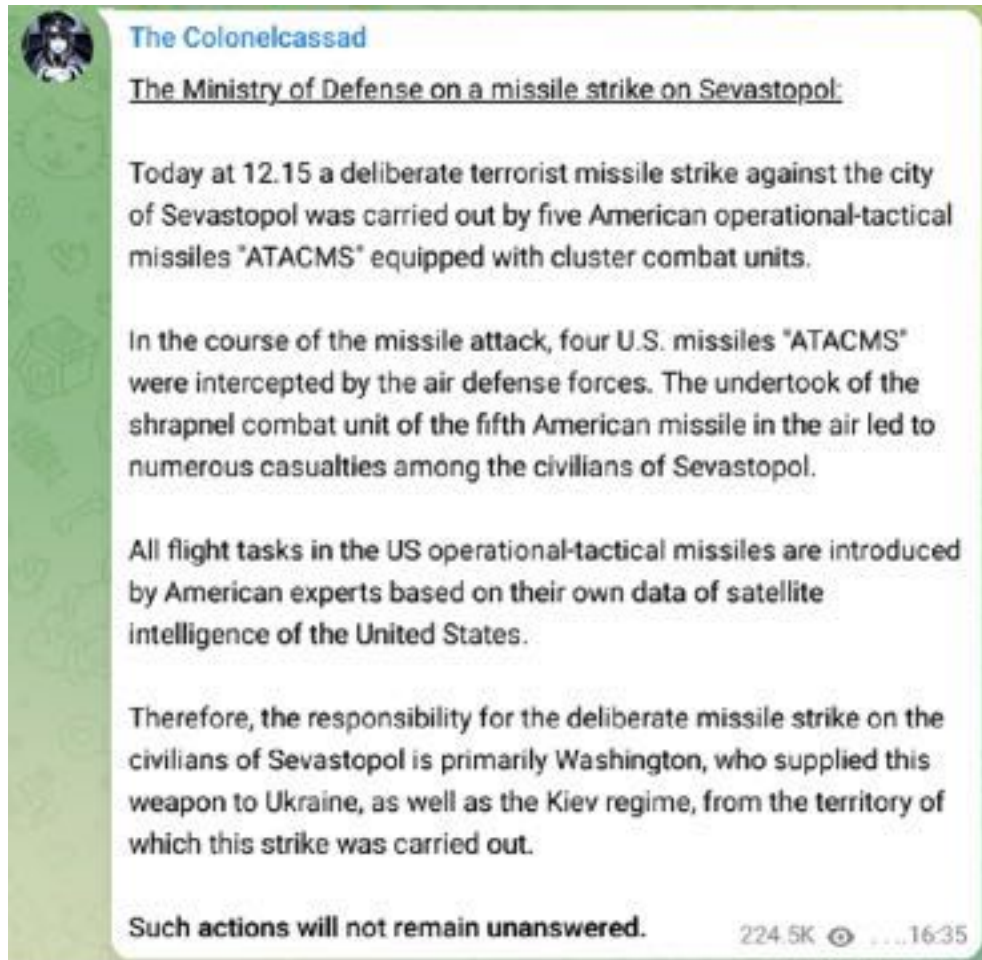 The Colonelcassad
The Ministry of Defense on a missile strike on Sevastopol:
Today at 12.15 a deliberate terrorist missile strike against the city
of Sevastopol was carried out by five American operational-tactical
missiles "ATACMS" equipped with cluster combat units.
In the course of the missile attack, four U.S. missiles "ATACMS"
were intercepted by the air defense forces. The undertook of the
shrapnel combat unit of the fifth American missile in the air led to
numerous casualties among the civilians of Sevastopol.
All flight tasks in the US operational-tactical missiles are introduced
by American experts based on their own data of satellite
intelligence of the United States.
Therefore, the responsibility for the deliberate missile strike on the
civilians of Sevastopol is primarily Washington, who supplied this
weapon to Ukraine, as well as the Kiev regime, from the territory of
which this strike was carried out.
Such actions will not remain unanswered.
224.5K ....16:35